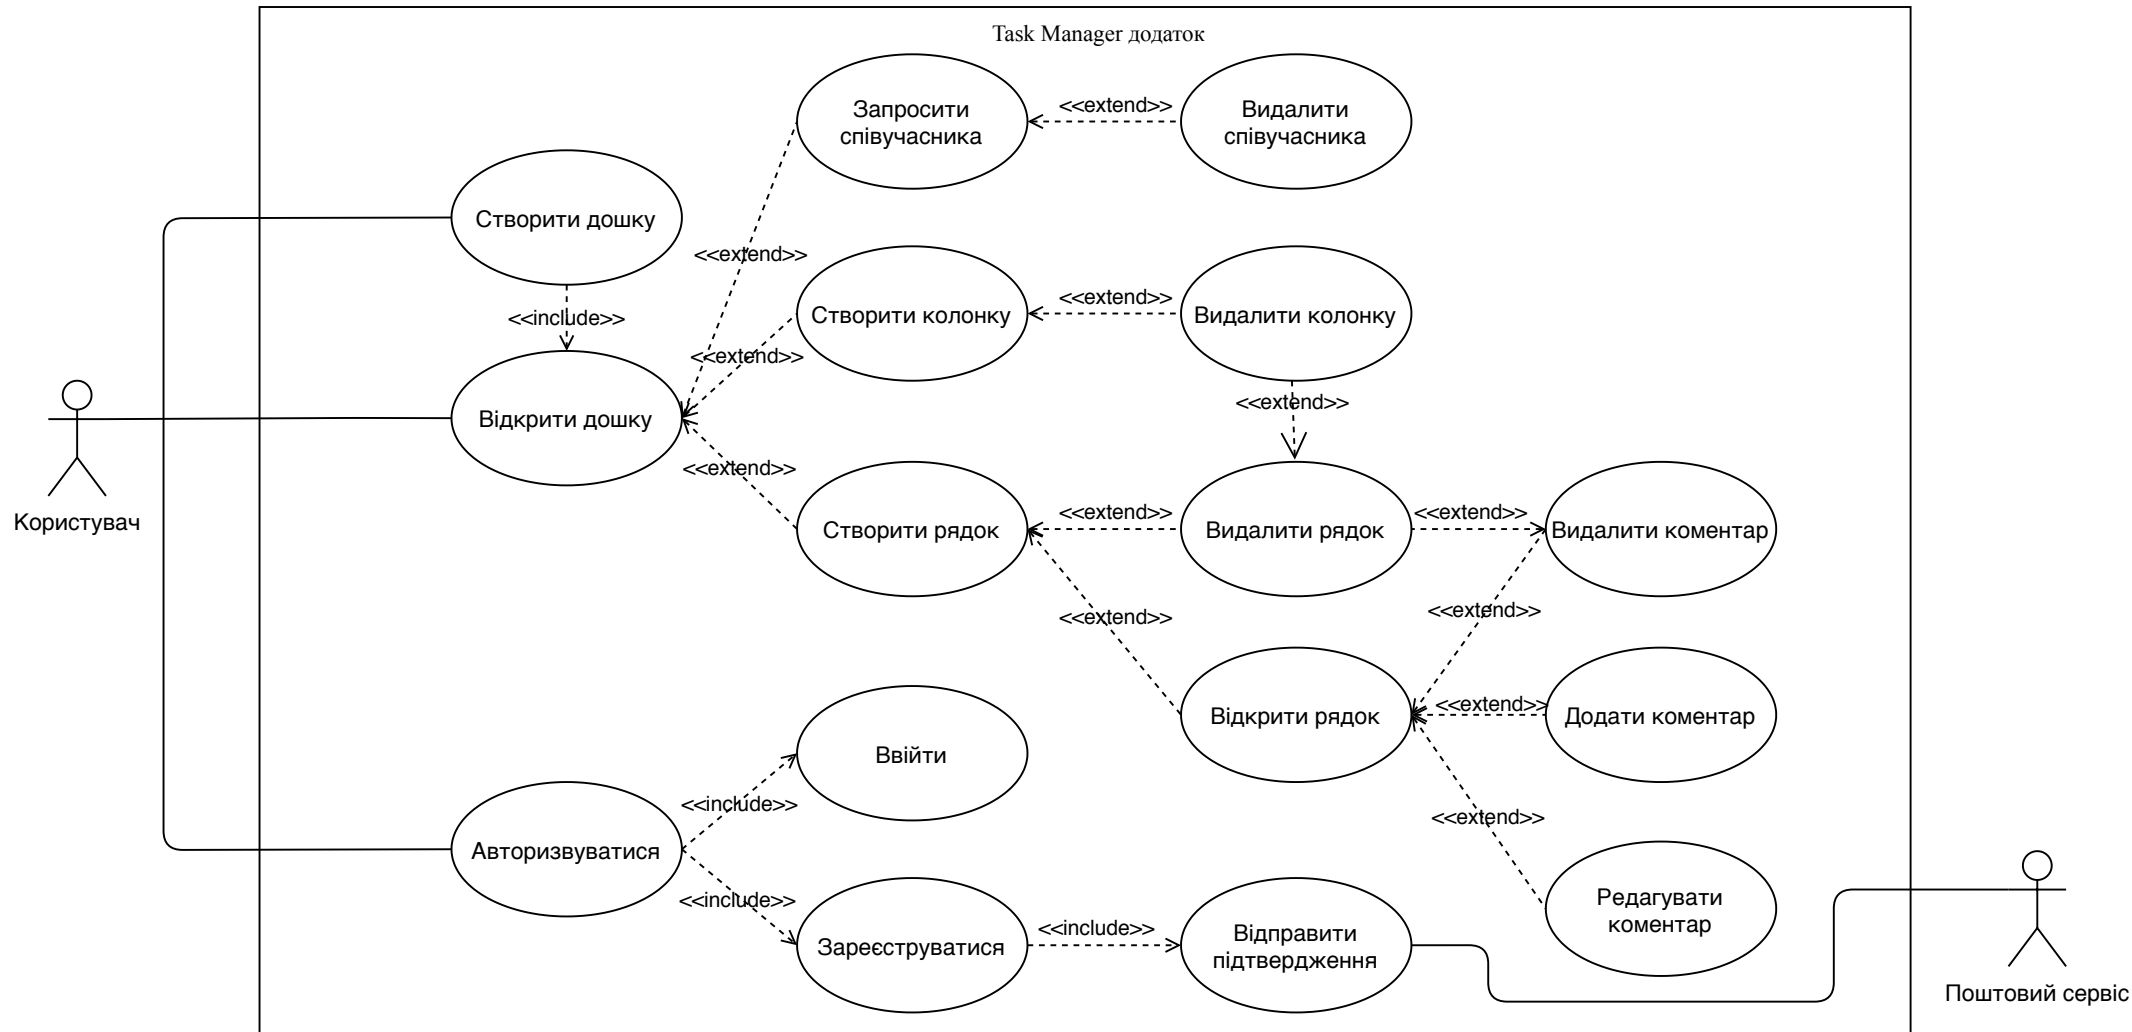 Task Manager додаток
Запросити
співучасника
<<extend>>
Видалити
співучасника
Створити дошку
<<extend>>
<<include>>
Створити колонку
<<extend>>
Видалити колонку
<<extend>>
<<extend>>
Відкрити дошку
<<extend>>
Користувач
Створити рядок
<<extend>>
Видалити рядок
<<extend>>
Видалити коментар
<<extend>>
<<extend>>
Відкрити рядок
<<extend>>
Додати коментар
Ввійти
<<include>>
<<extend>>
Авторизвуватися
<<include>>
Редагувати
коментар
Зареєструватися
<<include>>
Відправити
підтвердження
Поштовий сервіс